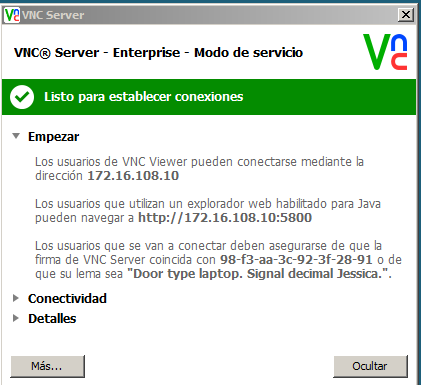 VNC Server
VNC® Server - Enterprise - Modo de servicio
Vnc
Listo para establecer conexiones
Empezar
Los usuarios de VNC Viewer pueden conectarse mediante la
dirección 172.16.108.10
Los usuarios que utilizan un explorador web habilitado para Java
pueden navegar a http://172.16.108.10:5800
Los usuarios que se van a conectar deben asegurarse de que la
firma de VNC Server coincida con 98-f3-aa-3c-92-3f-28-91 o de
que su lema sea "Door type laptop. Signal decimal Jessica.".
Conectividad
Detalles
Más...
Ocultar